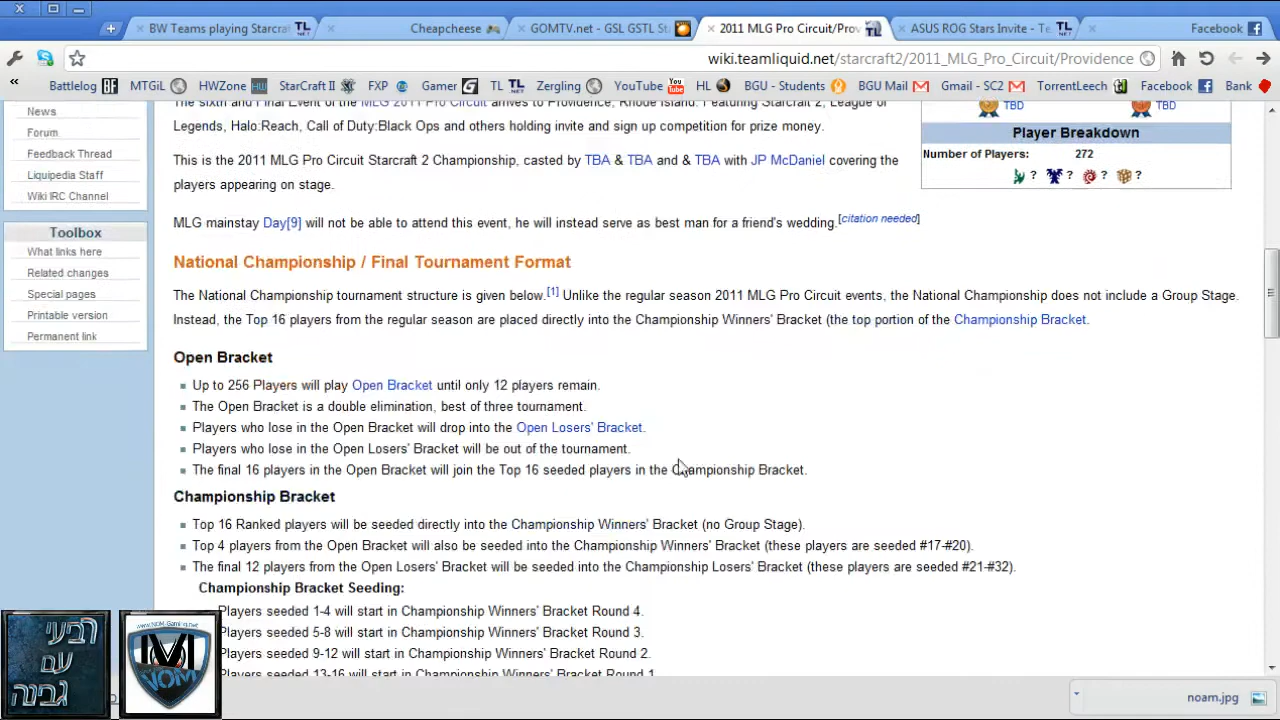 BW Teams playing Starcra
Cheapcheese
GOMTV.net - GSL GSTL St
2011 MLG Pro Circuit/Prov
ASUS ROG Stars Invite - Te
Facebook
wiki.teamliquid.net/starcraft2/2011_MLG_Pro_Circuit/Providence
Battlelog MTGiL HWZone StarCraft II FXP Gamer TL Zergling YouTube HL BGU - Students BGU Mail Gmail - SC2 TorrentLeech Facebook Bank
News
Forum
Feedback Thread
Liquipedia Staff
Wiki IRC Channel
Toolbox
What links here
Related changes
Special pages
Printable version
Permanent link
The sixth and Final Event of the MLG 2011 Pro Circuit arrives to Providence, Rhode Island. Featuring Starcraft 2, League of
Legends, Halo:Reach, Call of Duty:Black Ops and others holding invite and sign up competition for prize money.
This is the 2011 MLG Pro Circuit Starcraft 2 Championship, casted by TBA & TBA and & TBA with JP McDaniel covering the
players appearing on stage.
MLG mainstay Day[9] will not be able to attend this event, he will instead serve as best man for a friend's wedding.[citation needed]
TBD TBD
Player Breakdown
Number of Players: 272
? ? ? ?
National Championship / Final Tournament Format
The National Championship tournament structure is given below.[1] Unlike the regular season 2011 MLG Pro Circuit events, the National Championship does not include a Group Stage.
Instead, the Top 16 players from the regular season are placed directly into the Championship Winners' Bracket (the top portion of the Championship Bracket.
Open Bracket
Up to 256 Players will play Open Bracket until only 12 players remain.
The Open Bracket is a double elimination, best of three tournament.
Players who lose in the Open Bracket will drop into the Open Losers' Bracket.
Players who lose in the Open Losers' Bracket will be out of the tournament.
The final 16 players in the Open Bracket will join the Top 16 seeded players in the Championship Bracket.
Championship Bracket
Top 16 Ranked players will be seeded directly into the Championship Winners' Bracket (no Group Stage).
Top 4 players from the Open Bracket will also be seeded into the Championship Winners' Bracket (these players are seeded #17-#20).
The final 12 players from the Open Losers' Bracket will be seeded into the Championship Losers' Bracket (these players are seeded #21-#32).
Championship Bracket Seeding:
Players seeded 1-4 will start in Championship Winners' Bracket Round 4.
Players seeded 5-8 will start in Championship Winners' Bracket Round 3.
Players seeded 9-12 will start in Championship Winners' Bracket Round 2.
Players seeded 13-16 will start in Championship Winners' Bracket Round 1
רביעי
עם
גבינה
www.NOM-Gaming.net
NOM
noam.jpg